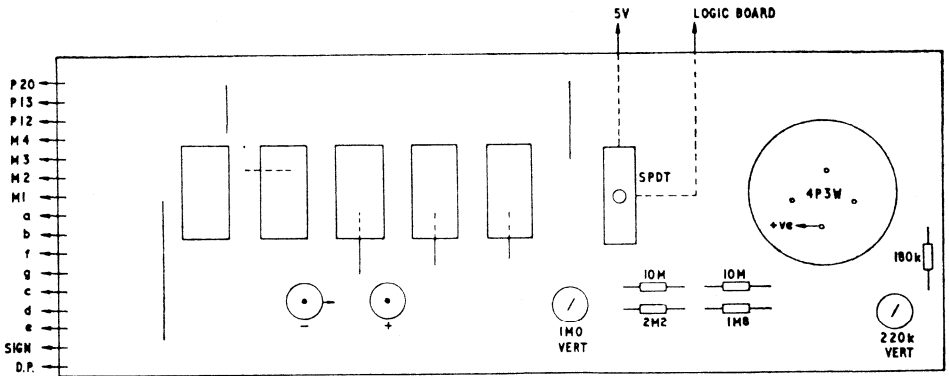 5V
LOGIC BOARD
P20
P13
P12
M4
M3
M2
M1
a
b
f
g
c
d
e
SIGN
D.P.
SPDT
4P3W
+ve
180k
10M
10M
2M2
1M8
- +
1M0
VERT
220k
VERT